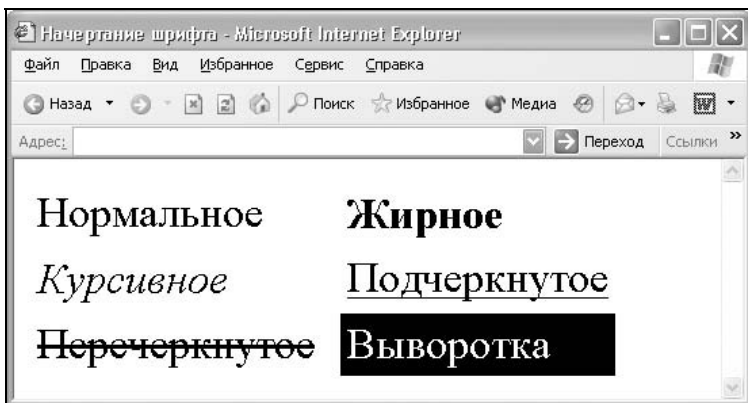 Начертание шрифта - Microsoft Internet Explorer
Файл Правка Вид Избранное Сервис Справка
Назад Поиск Избранное Медиа W
Адрес: Переход Ссылки »
Нормальное Жирное
Курсивное Подчеркнутое
Перечеркнутое Выворотка